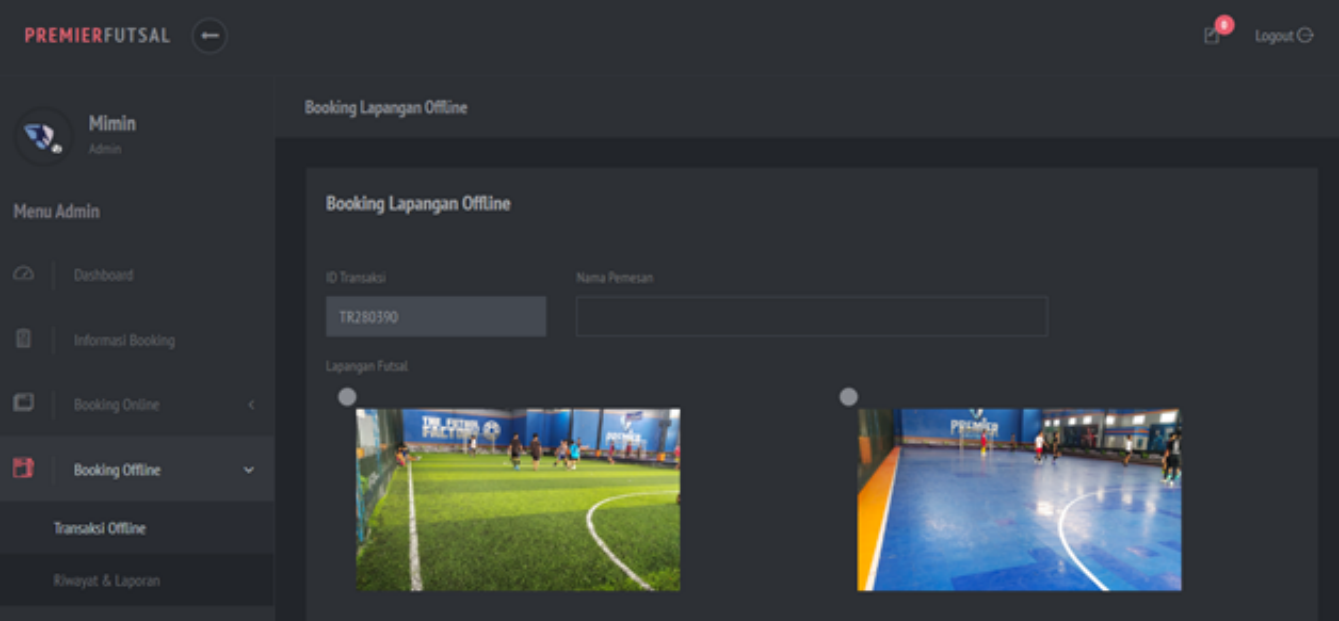 PREMIERFUTSAL
Logout
Mimin
Admin
Menu Admin
Dashboard
Informasi Booking
Booking Online
Booking Offline
Transaksi Offline
Riwayat & Laporan
Booking Lapangan Offline
Booking Lapangan Offline
ID Transaksi
Nama Pemesan
TR280390
Lapangan Futsal
THE FUTSAL
FACTORY
PREMIER
PREMIER